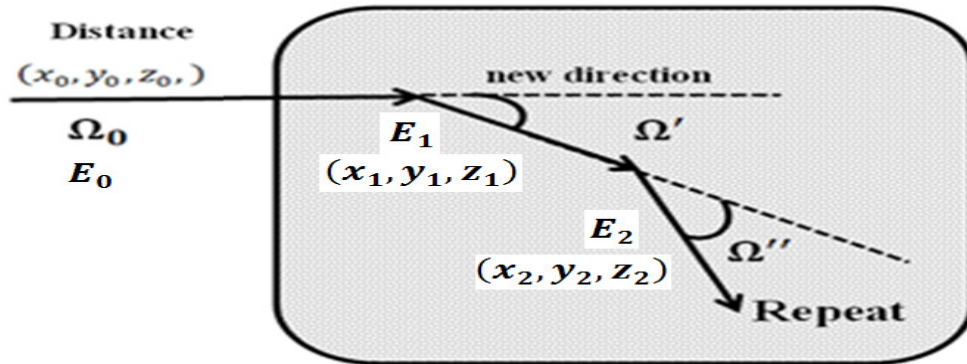 Distance
(x₀, y₀, z₀, )
new direction
Ω₀
E₀
E₁
Ω′
(x₁, y₁, z₁)
E₂
Ω′′
(x₂, y₂, z₂)
Repeat